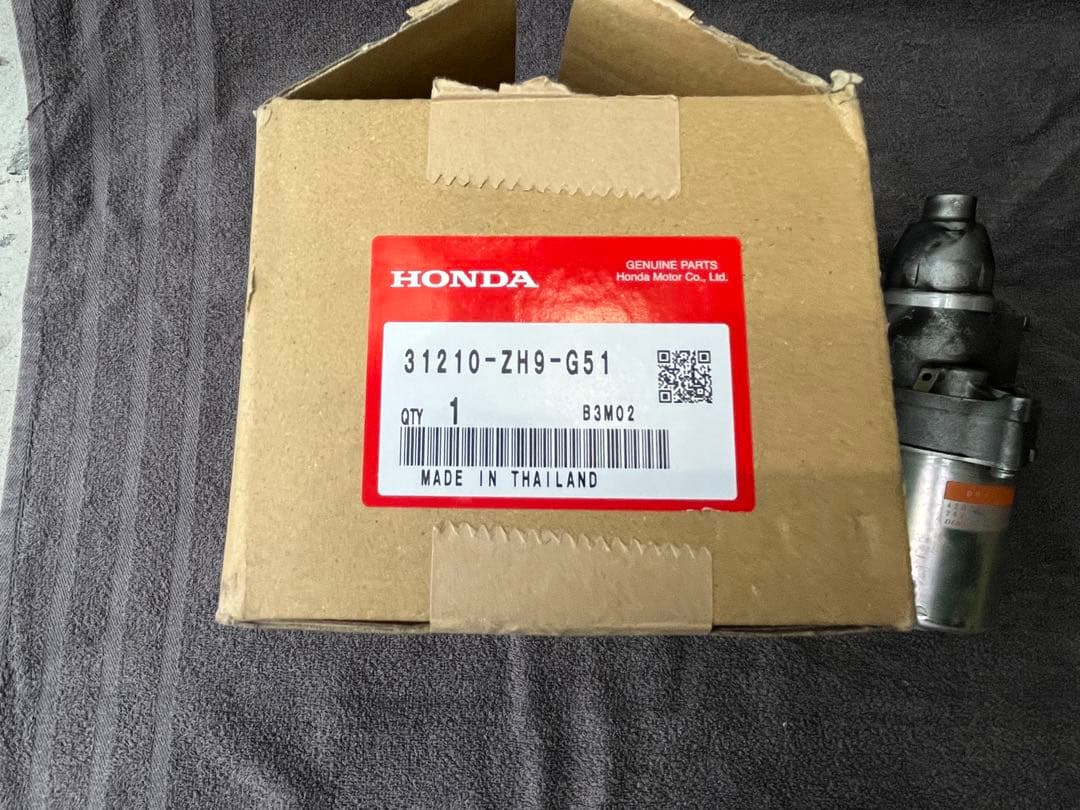 HONDA
GENUINE PARTS
Honda Motor Co., Ltd.
31210-ZH9-G51
QTY 1 B3M02
MADE IN THAILAND